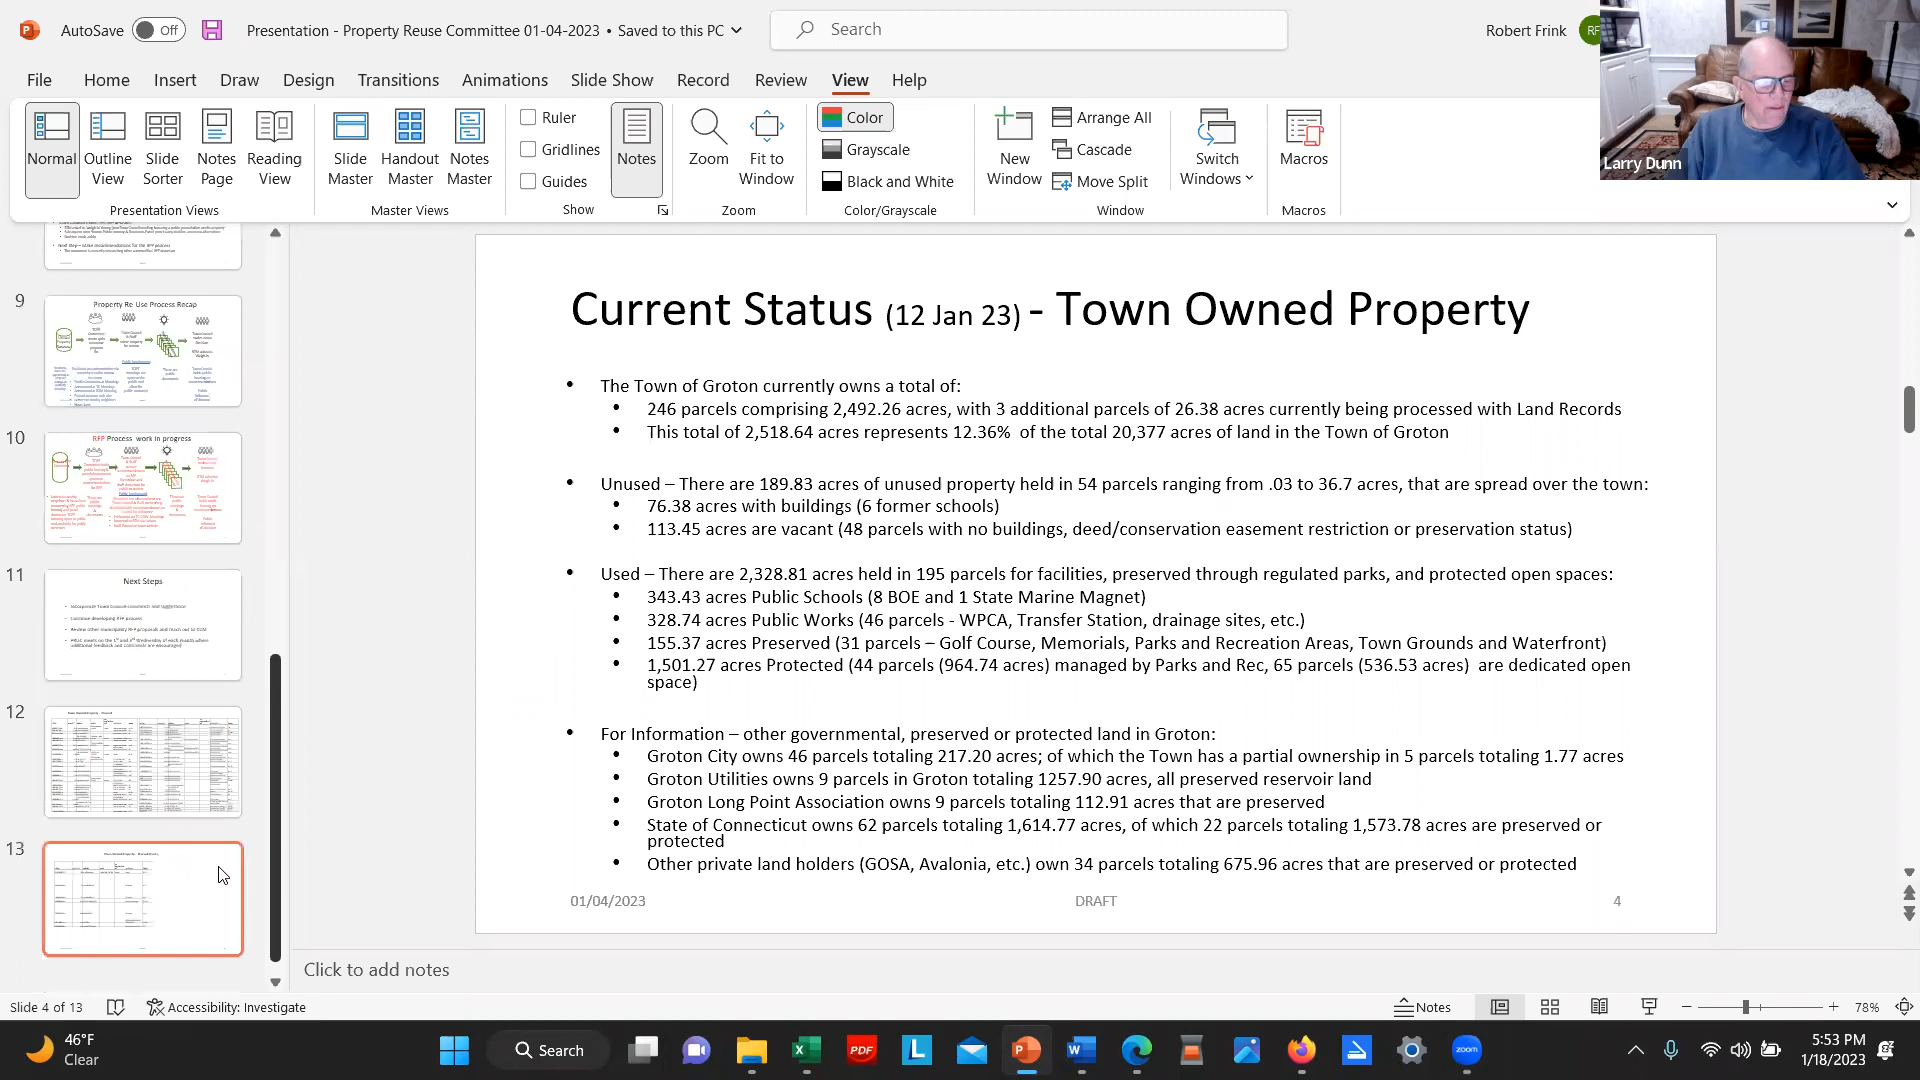 AutoSave Off Presentation - Property Reuse Committee 01-04-2023 • Saved to this PC Search Robert Frink RF
File Home Insert Draw Design Transitions Animations Slide Show Record Review View Help
Normal Outline View Slide Sorter Notes Page Reading View
Presentation Views
Slide Master Handout Master Notes Master
Master Views
Ruler
Gridlines
Guides
Notes
Show
Zoom Fit to Window
Zoom
Color
Grayscale
Black and White
Color/Grayscale
New Window
Arrange All
Cascade
Move Split
Switch Windows
Window
Macros
Macros
Larry Dunn
9
Property Re Use Process Recap
10
RFP Process work in progress
11
Next Steps
12
13
Current Status (12 Jan 23) - Town Owned Property
• The Town of Groton currently owns a total of:
• 246 parcels comprising 2,492.26 acres, with 3 additional parcels of 26.38 acres currently being processed with Land Records
• This total of 2,518.64 acres represents 12.36% of the total 20,377 acres of land in the Town of Groton
• Unused – There are 189.83 acres of unused property held in 54 parcels ranging from .03 to 36.7 acres, that are spread over the town:
• 76.38 acres with buildings (6 former schools)
• 113.45 acres are vacant (48 parcels with no buildings, deed/conservation easement restriction or preservation status)
• Used – There are 2,328.81 acres held in 195 parcels for facilities, preserved through regulated parks, and protected open spaces:
• 343.43 acres Public Schools (8 BOE and 1 State Marine Magnet)
• 328.74 acres Public Works (46 parcels - WPCA, Transfer Station, drainage sites, etc.)
• 155.37 acres Preserved (31 parcels – Golf Course, Memorials, Parks and Recreation Areas, Town Grounds and Waterfront)
• 1,501.27 acres Protected (44 parcels (964.74 acres) managed by Parks and Rec, 65 parcels (536.53 acres) are dedicated open
space)
• For Information – other governmental, preserved or protected land in Groton:
• Groton City owns 46 parcels totaling 217.20 acres; of which the Town has a partial ownership in 5 parcels totaling 1.77 acres
• Groton Utilities owns 9 parcels in Groton totaling 1257.90 acres, all preserved reservoir land
• Groton Long Point Association owns 9 parcels totaling 112.91 acres that are preserved
• State of Connecticut owns 62 parcels totaling 1,614.77 acres, of which 22 parcels totaling 1,573.78 acres are preserved or
protected
• Other private land holders (GOSA, Avalonia, etc.) own 34 parcels totaling 675.96 acres that are preserved or protected
01/04/2023 DRAFT 4
Click to add notes
Slide 4 of 13 Accessibility: Investigate Notes 78%
46°F
Clear
Search
PDF
L
zoom
5:53 PM
1/18/2023